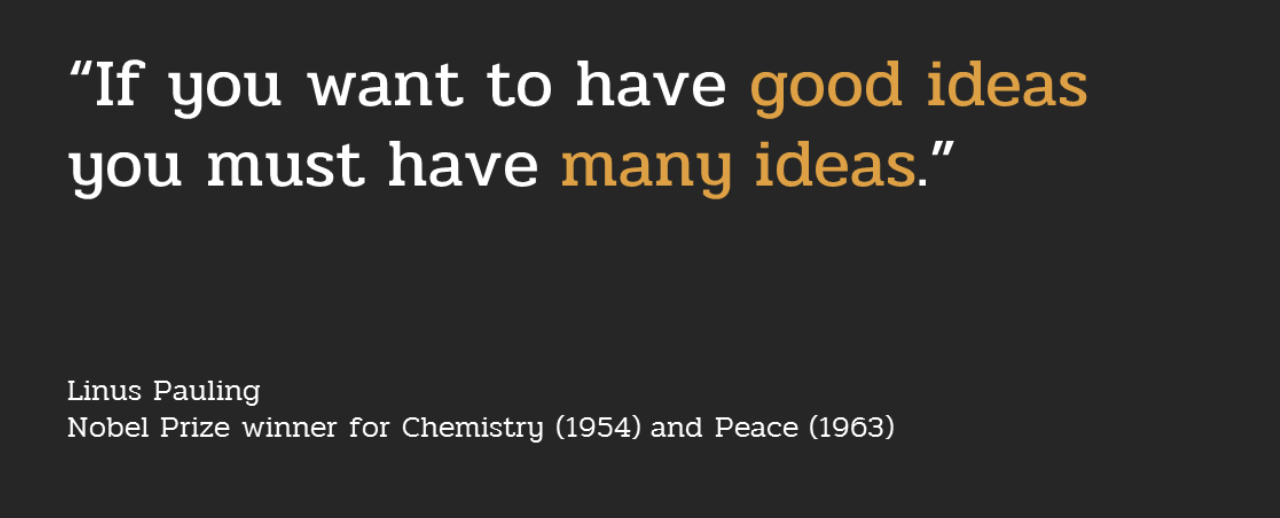 “If you want to have good ideas
you must have many ideas.”
Linus Pauling
Nobel Prize winner for Chemistry (1954) and Peace (1963)